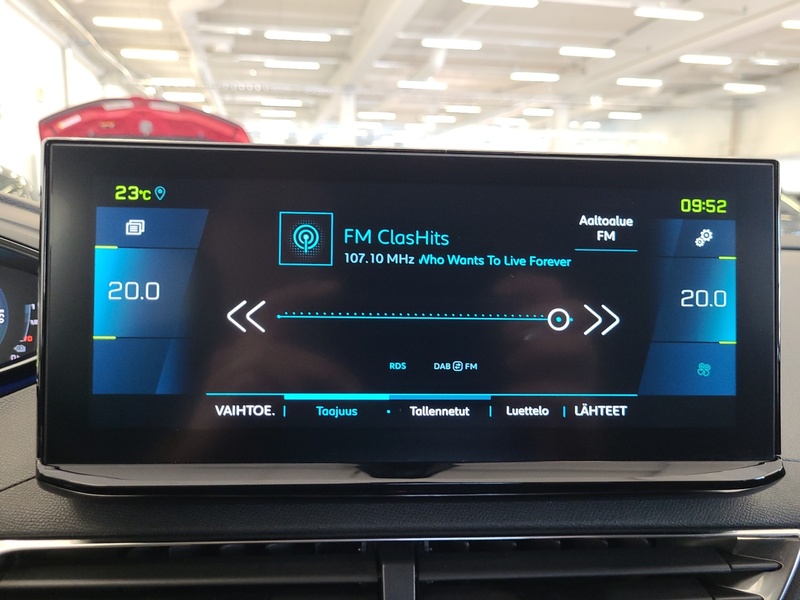 23°C
09:52
Aaltoalue
FM
FM ClasHits
107.10 MHz Who Wants To Live Forever
20.0
20.0
RDS
DAB FM
VAIHTOE. | Taajuus • Tallennetut | Luettelo | LÄHTEET